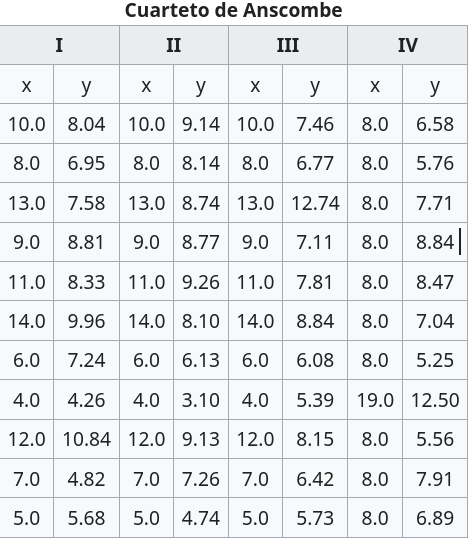 Cuarteto de Anscombe
I II III IV
x y x y x y x y
10.0 8.04 10.0 9.14 10.0 7.46 8.0 6.58
8.0 6.95 8.0 8.14 8.0 6.77 8.0 5.76
13.0 7.58 13.0 8.74 13.0 12.74 8.0 7.71
9.0 8.81 9.0 8.77 9.0 7.11 8.0 8.84
11.0 8.33 11.0 9.26 11.0 7.81 8.0 8.47
14.0 9.96 14.0 8.10 14.0 8.84 8.0 7.04
6.0 7.24 6.0 6.13 6.0 6.08 8.0 5.25
4.0 4.26 4.0 3.10 4.0 5.39 19.0 12.50
12.0 10.84 12.0 9.13 12.0 8.15 8.0 5.56
7.0 4.82 7.0 7.26 7.0 6.42 8.0 7.91
5.0 5.68 5.0 4.74 5.0 5.73 8.0 6.89